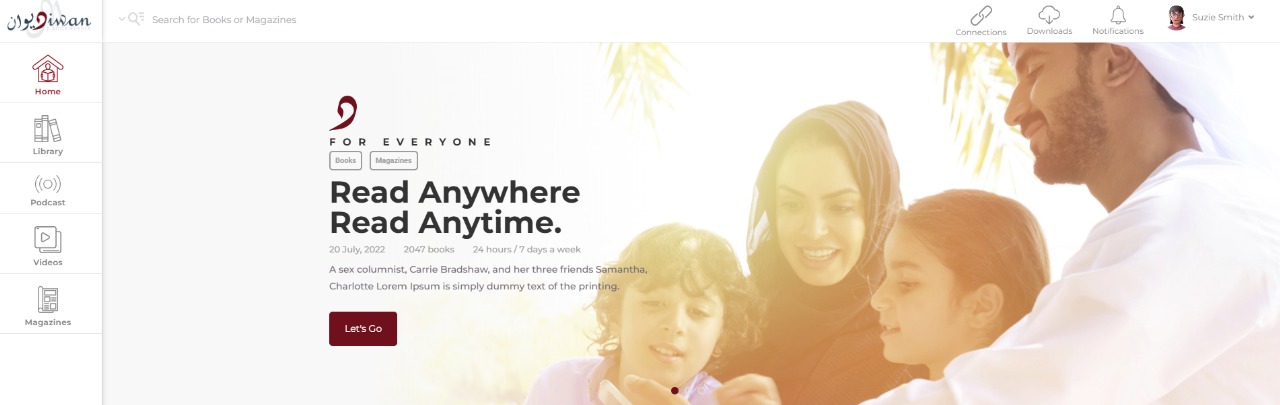 ديوان Diwan
Search for Books or Magazines
Connections
Downloads
Notifications
Suzie Smith
Home
Library
Podcast
Videos
Magazines
FOR EVERYONE
Books Magazines
Read Anywhere
Read Anytime.
20 July, 2022 2047 books 24 hours / 7 days a week
A sex columnist, Carrie Bradshaw, and her three friends Samantha,
Charlotte Lorem Ipsum is simply dummy text of the printing.
Let's Go